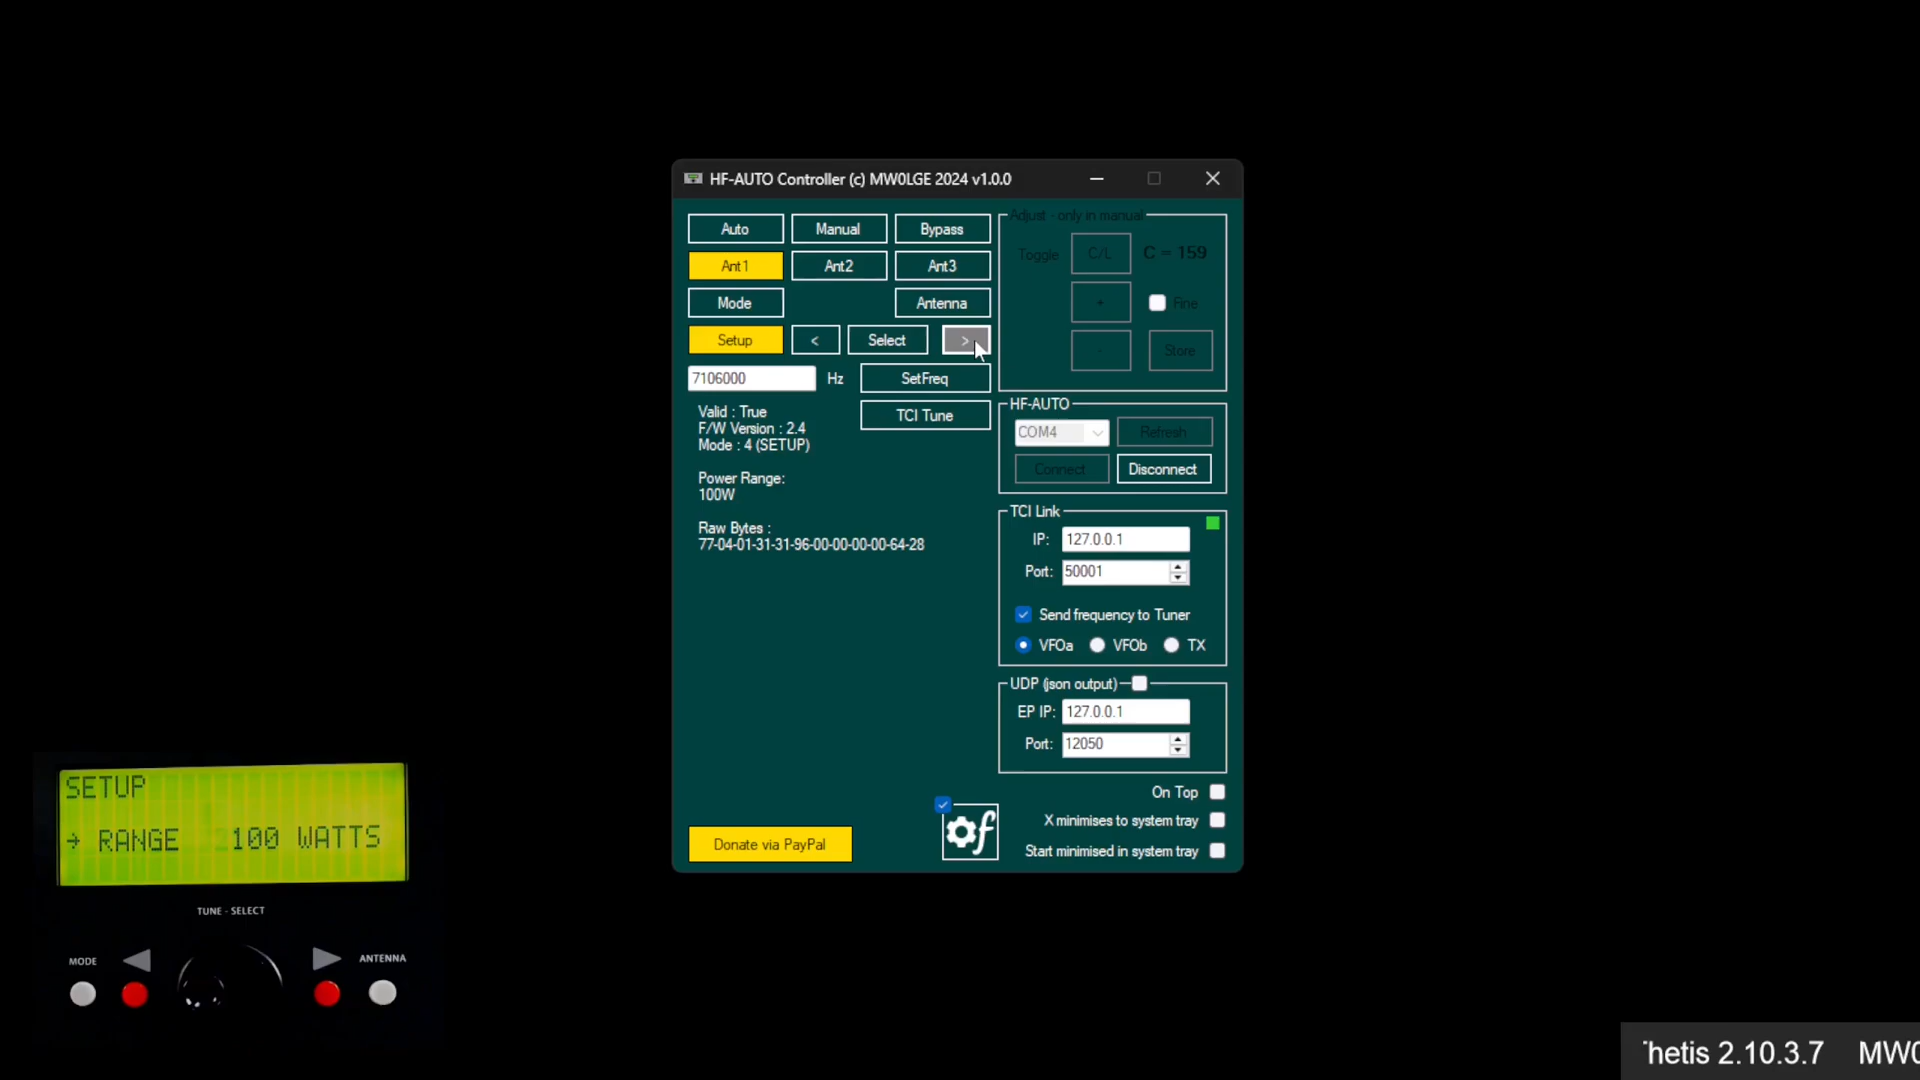 HF-AUTO Controller (c) MW0LGE 2024 v1.0.0
Auto Manual Bypass
Ant1 Ant2 Ant3
Mode Antenna
Setup < Select >
7106000 Hz SetFreq
TCI Tune
Valid : True
F/W Version : 2.4
Mode : 4 (SETUP)
Power Range:
100W
Raw Bytes :
77-04-01-31-31-96-00-00-00-00-64-28
Donate via PayPal
Adjust - only in manual
Toggle C/L C = 159
+ Fine
- Store
HF-AUTO
COM4 Refresh
Connect Disconnect
TCI Link
IP: 127.0.0.1
Port: 50001
Send frequency to Tuner
VFOa VFOb TX
UDP (json output)
EP IP: 127.0.0.1
Port: 12050
On Top
X minimises to system tray
Start minimised in system tray
SETUP
→ RANGE 100 WATTS
TUNE - SELECT
MODE ANTENNA
hetis 2.10.3.7 MW0